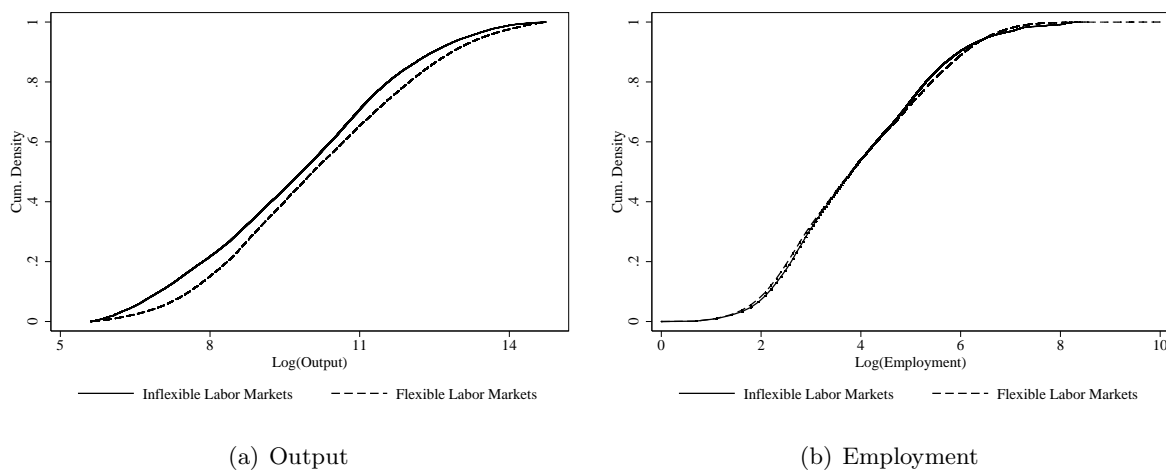 Cum. Density
0
.2
.4
.6
.8
1
5
8
11
14
Log(Output)
Inflexible Labor Markets
Flexible Labor Markets
(a) Output
Cum. Density
0
.2
.4
.6
.8
1
0
2
4
6
8
10
Log(Employment)
Inflexible Labor Markets
Flexible Labor Markets
(b) Employment